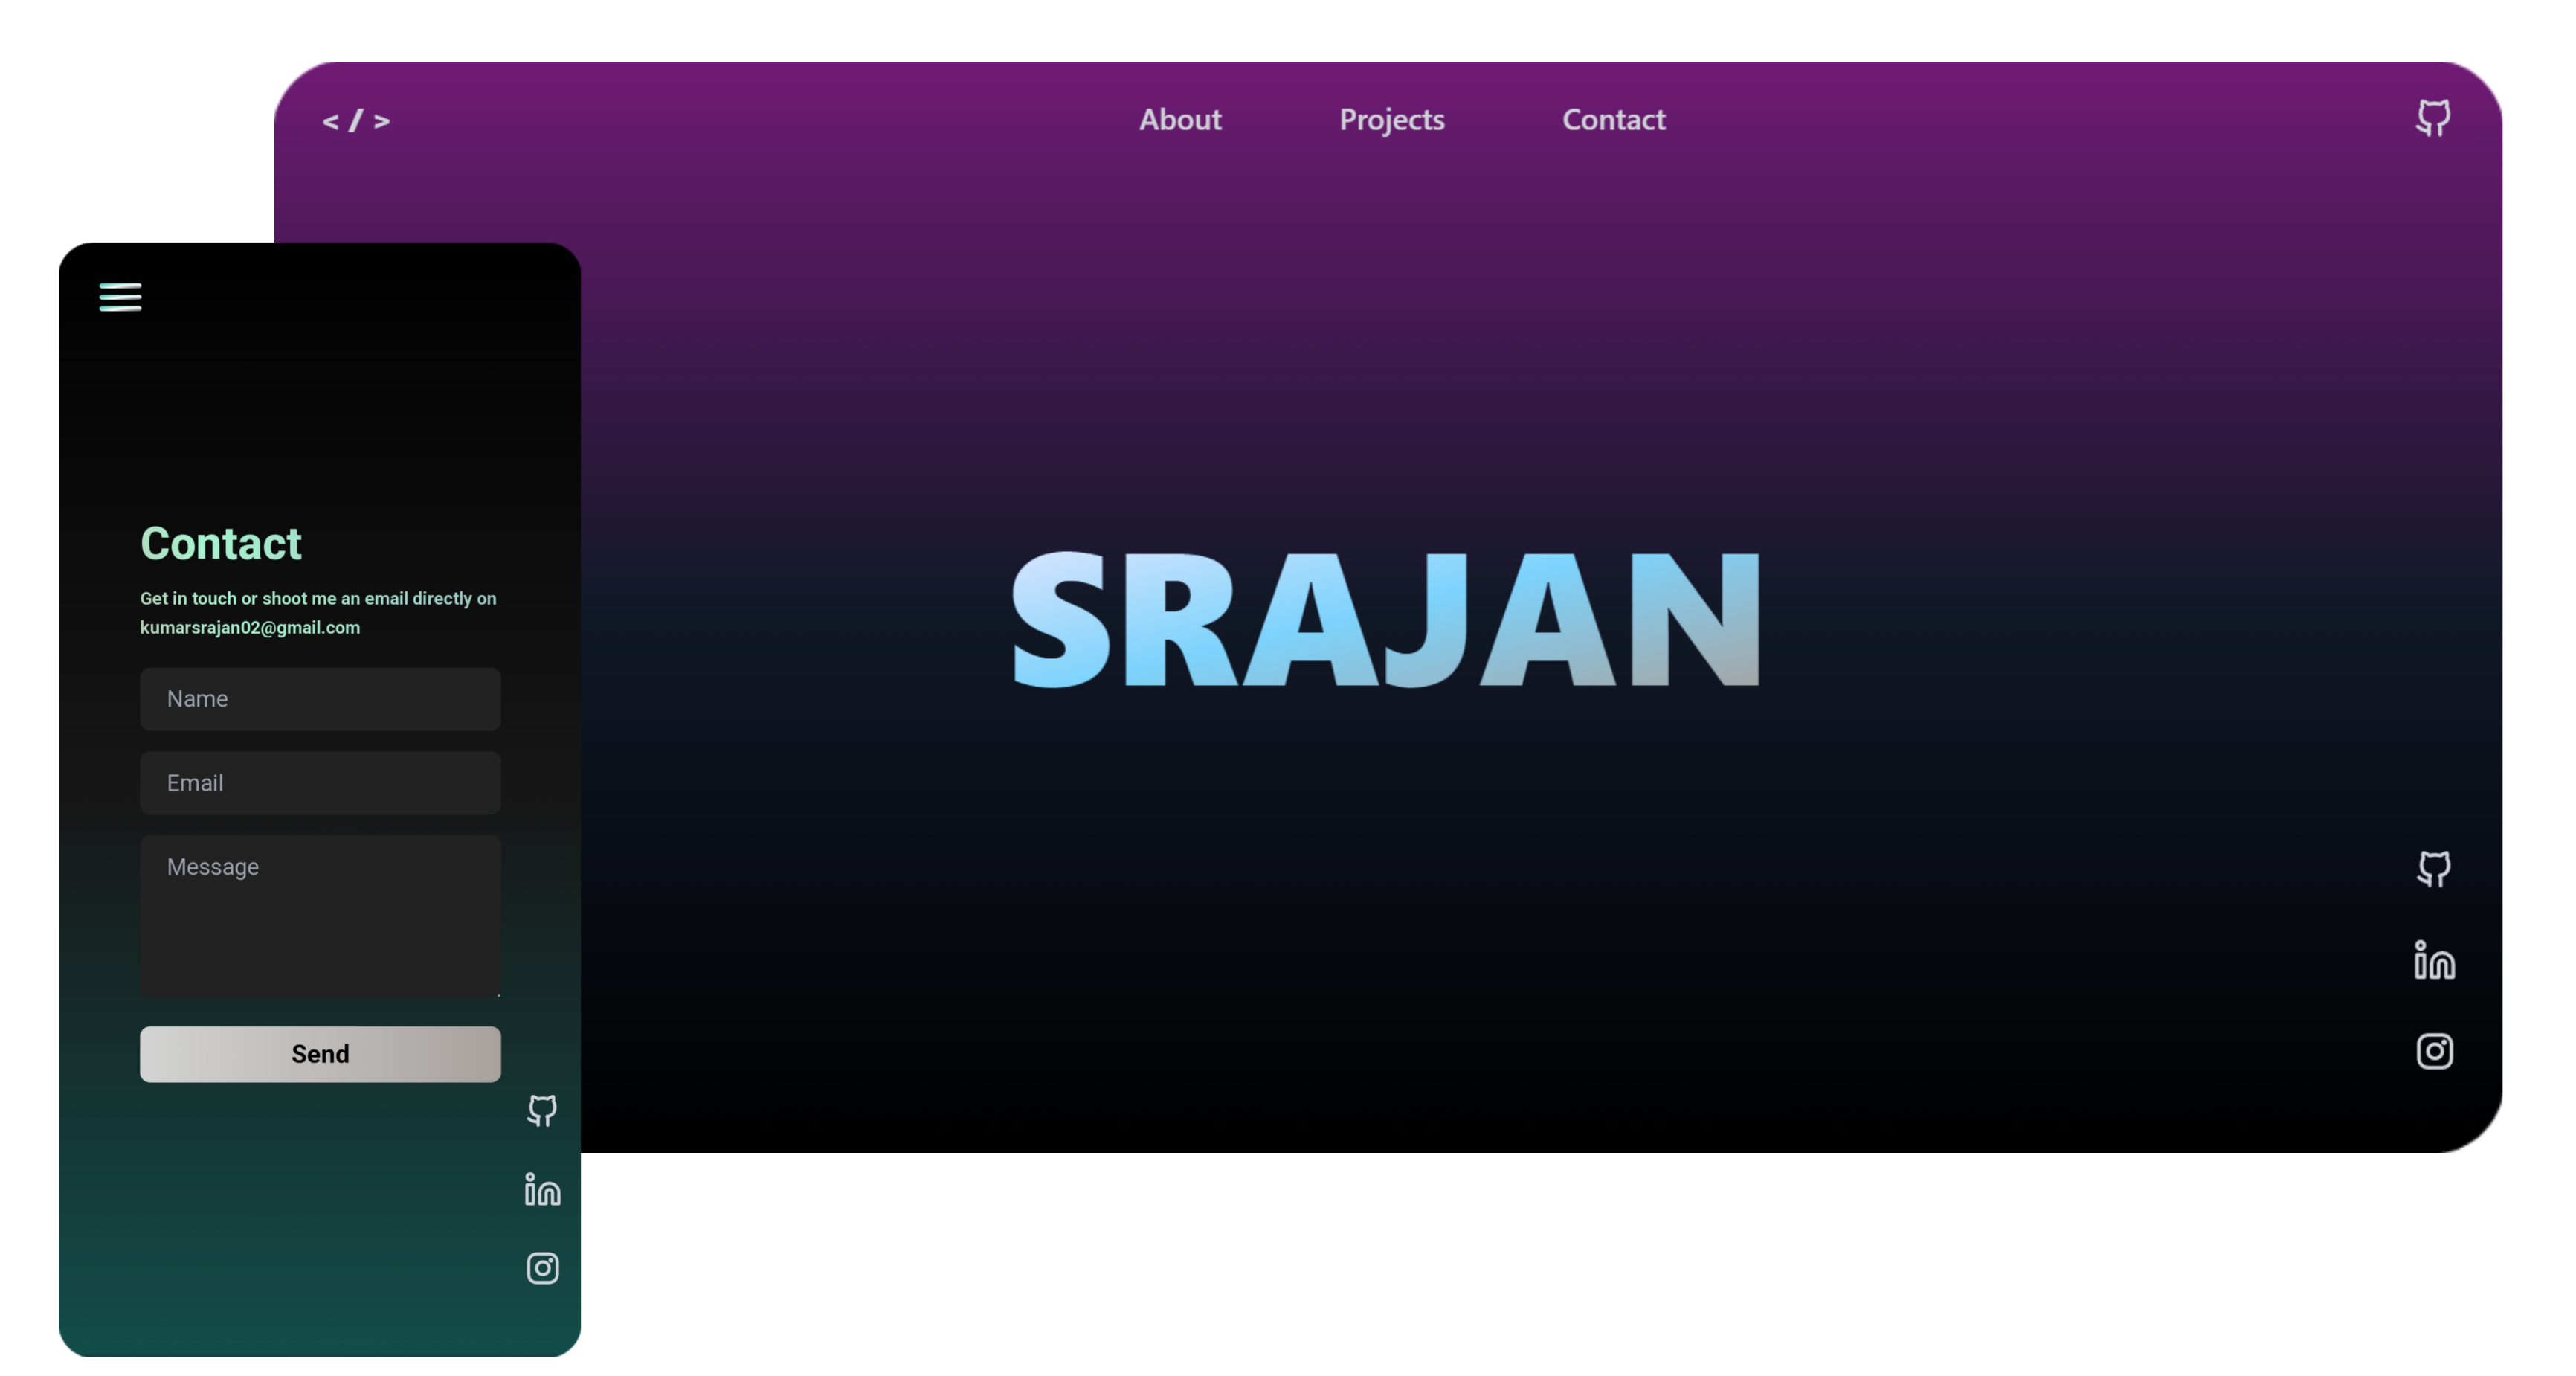 < / >
About
Projects
Contact
SRAJAN
Contact
Get in touch or shoot me an email directly on
kumarsrajan02@gmail.com
Name
Email
Message
Send